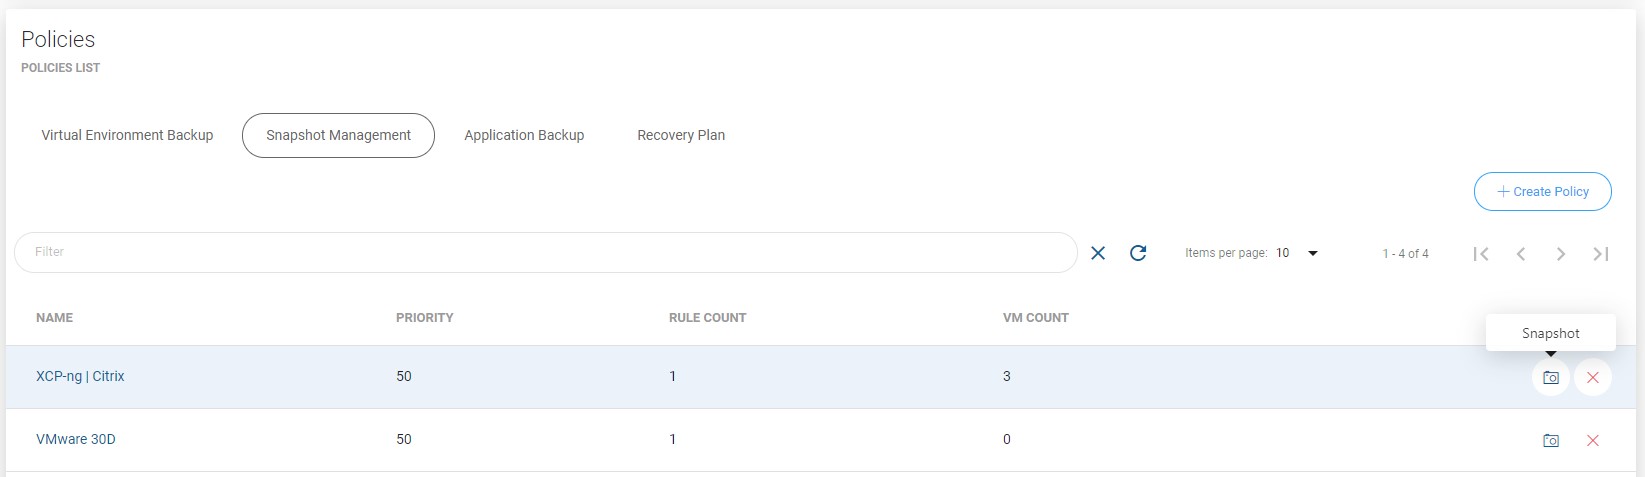 Policies
POLICIES LIST
Virtual Environment Backup Snapshot Management Application Backup Recovery Plan
Create Policy
Filter Items per page: 10 1 - 4 of 4
NAME PRIORITY RULE COUNT VM COUNT
Snapshot
XCP-ng | Citrix 50 1 3
VMware 30D 50 1 0